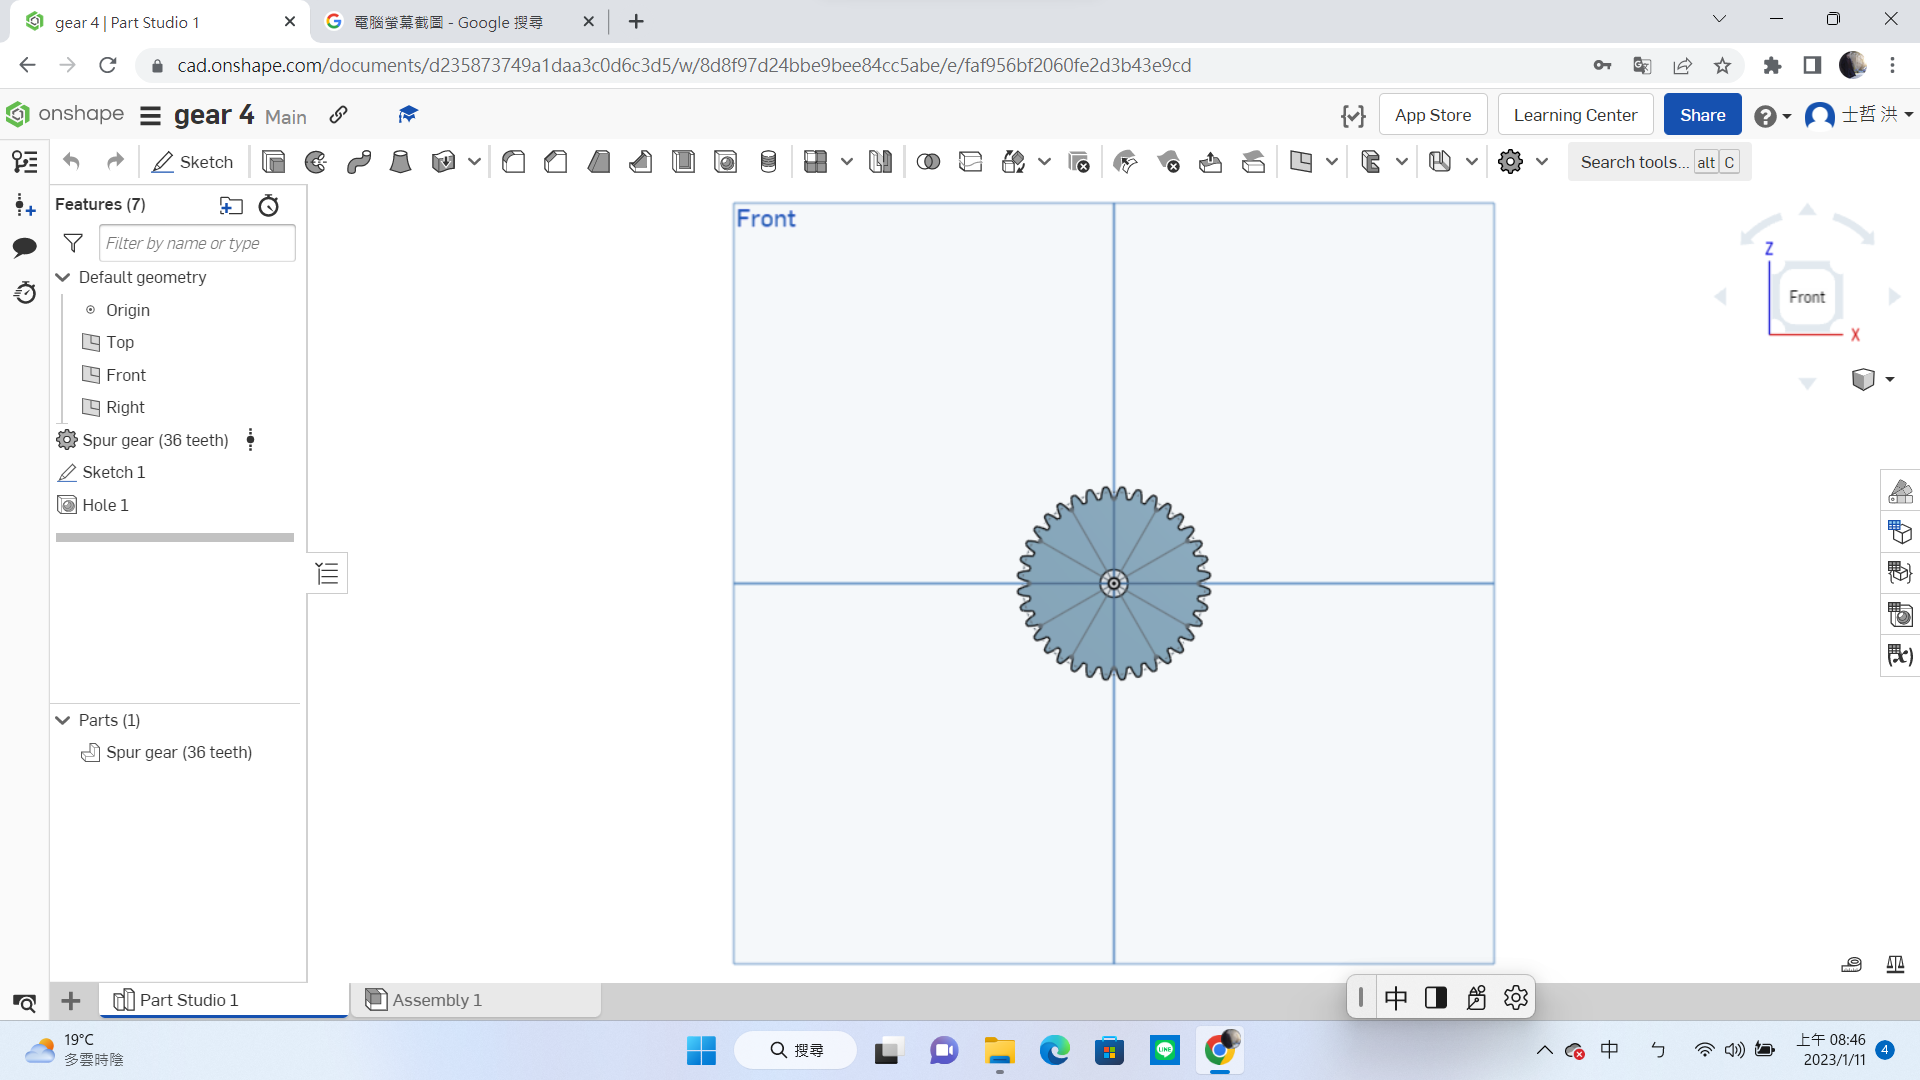 gear 4 | Part Studio 1
電腦螢幕截圖 - Google 搜尋
cad.onshape.com/documents/d235873749a1daa3c0d6c3d5/w/8d8f97d24bbe9bee84cc5abe/e/faf956bf2060fe2d3b43e9cd
onshape
gear 4 Main
App Store
Learning Center
Share
士哲 洪
Sketch
Search tools... alt C
Features (7)
Filter by name or type
Default geometry
Origin
Top
Front
Right
Spur gear (36 teeth)
Sketch 1
Hole 1
Parts (1)
Spur gear (36 teeth)
Front
Z
Front
X
(x)
Part Studio 1
Assembly 1
中
19°C
多雲時陰
搜尋
LINE
中
ㄅ
上午 08:46
2023/1/11
4